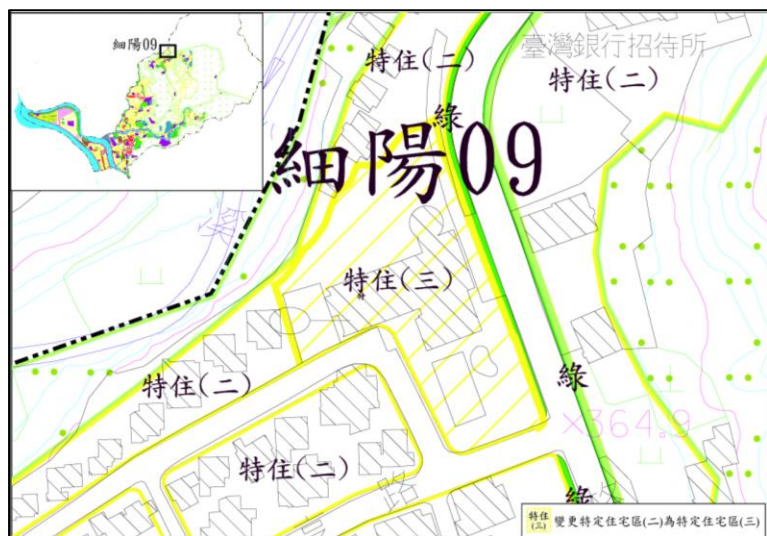 細陽09
特住(二)
臺灣銀行招待所
特住(二)
綠
細陽09
特住(三)
特住(二)
綠
×364.9
特住(二)
綠
特住
(三)
變更特定住宅區(二)為特定住宅區(三)